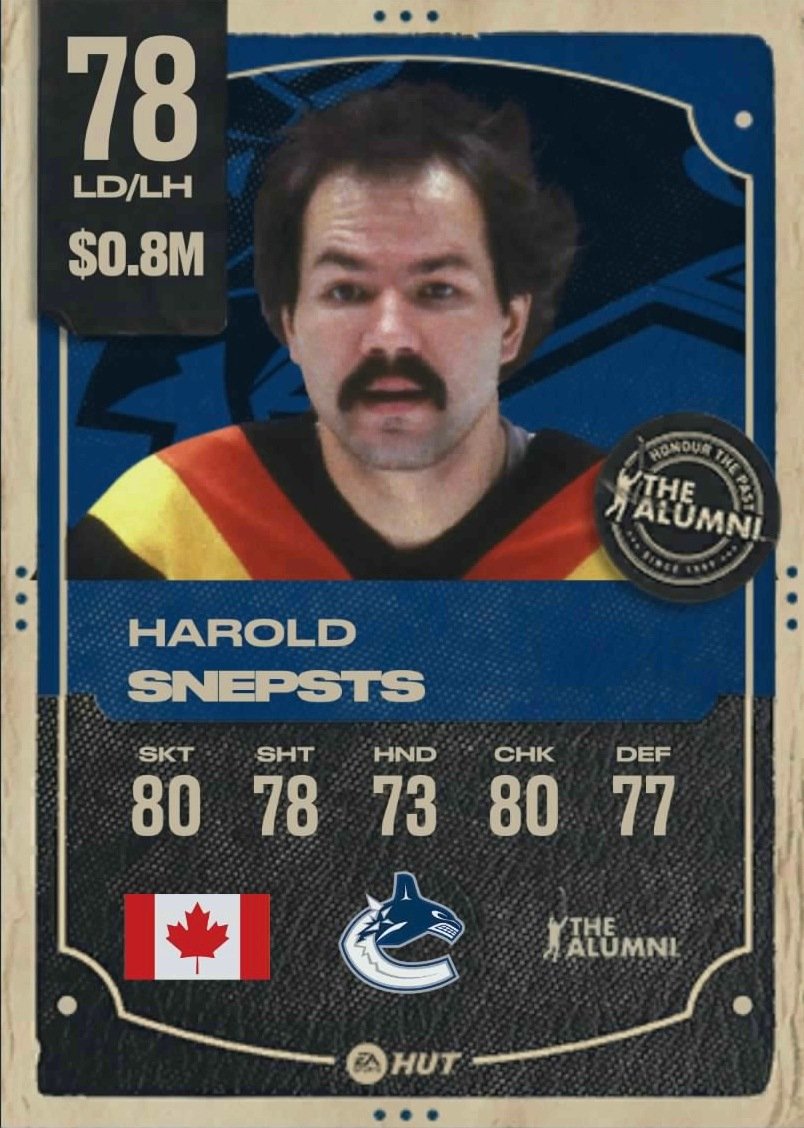 78
LD/LH
$0.8M
HONOUR THE PAST
THE
ALUMNI
HAROLD
SNEPSTS
SKT SHT HND CHK DEF
80 78 73 80 77
THE
ALUMNI
EA HUT